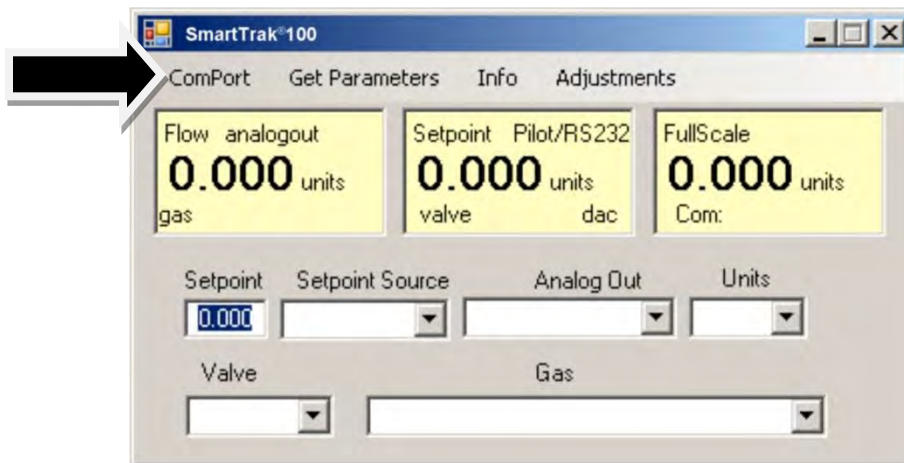 SmartTrak®100
ComPort Get Parameters Info Adjustments
Flow analogout
0.000 units
gas
Setpoint Pilot/RS232
0.000 units
valve dac
FullScale
0.000 units
Com:
Setpoint Setpoint Source Analog Out Units
0.000
Valve Gas